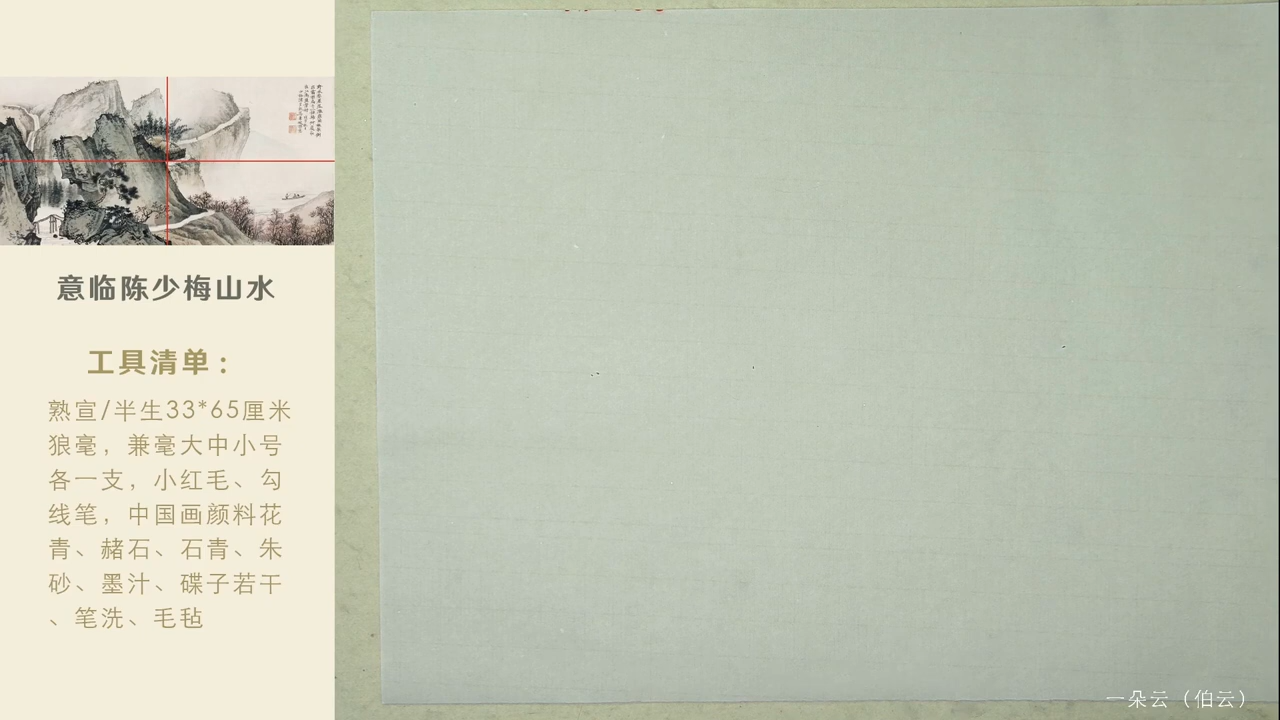 意临陈少梅山水
工具清单：
熟宣/半生33*65厘米
狼毫，兼毫大中小号
各一支，小红毛、勾
线笔，中国画颜料花
青、赭石、石青、朱
砂、墨汁、碟子若干
、笔洗、毛毡
一朵云（伯云）